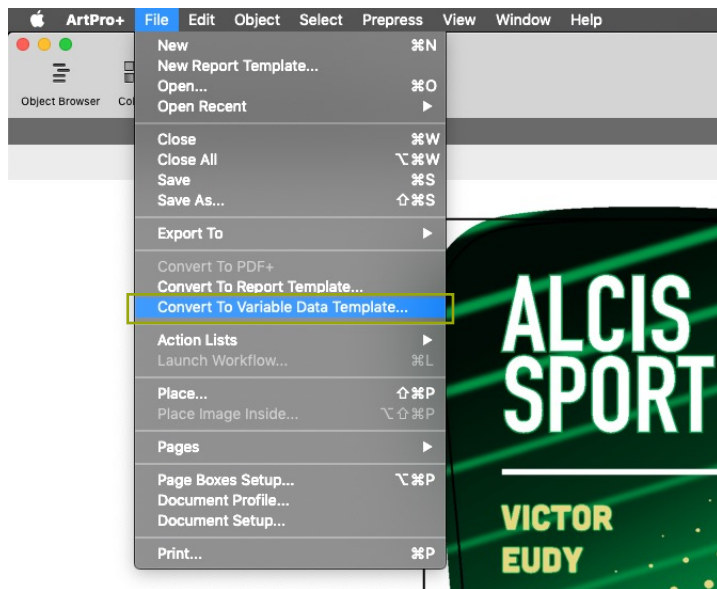 ArtPro+ File Edit Object Select Prepress View Window Help
Object Browser Col
New ⌘N
New Report Template...
Open... ⌘O
Open Recent ▶
Close ⌘W
Close All ⌥⌘W
Save ⌘S
Save As... ⇧⌘S
Export To ▶
Convert To PDF+
Convert To Report Template...
Convert To Variable Data Template...
Action Lists ▶
Launch Workflow... ⌘L
Place... ⇧⌘P
Place Image Inside... ⌥⇧⌘P
Pages ▶
Page Boxes Setup... ⌥⌘P
Document Profile...
Document Setup...
Print... ⌘P
ALCIS
SPORT
VICTOR
EUDY